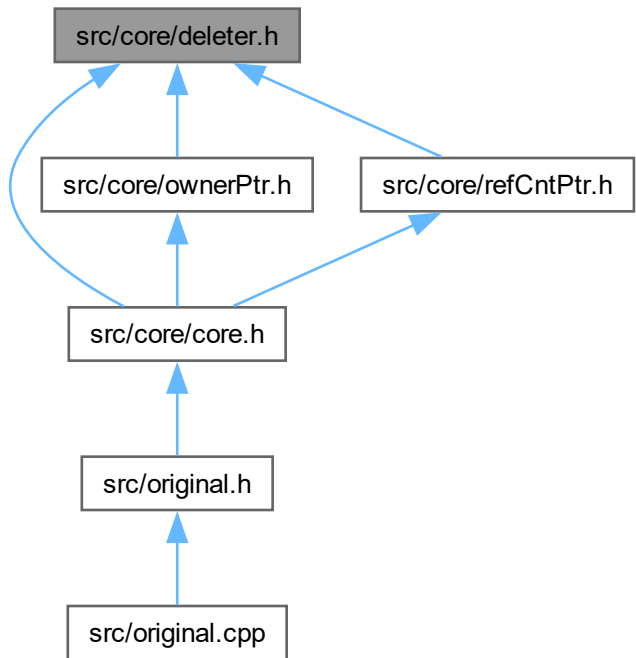 src/core/deleter.h
src/core/ownerPtr.h
src/core/refCntPtr.h
src/core/core.h
src/original.h
src/original.cpp